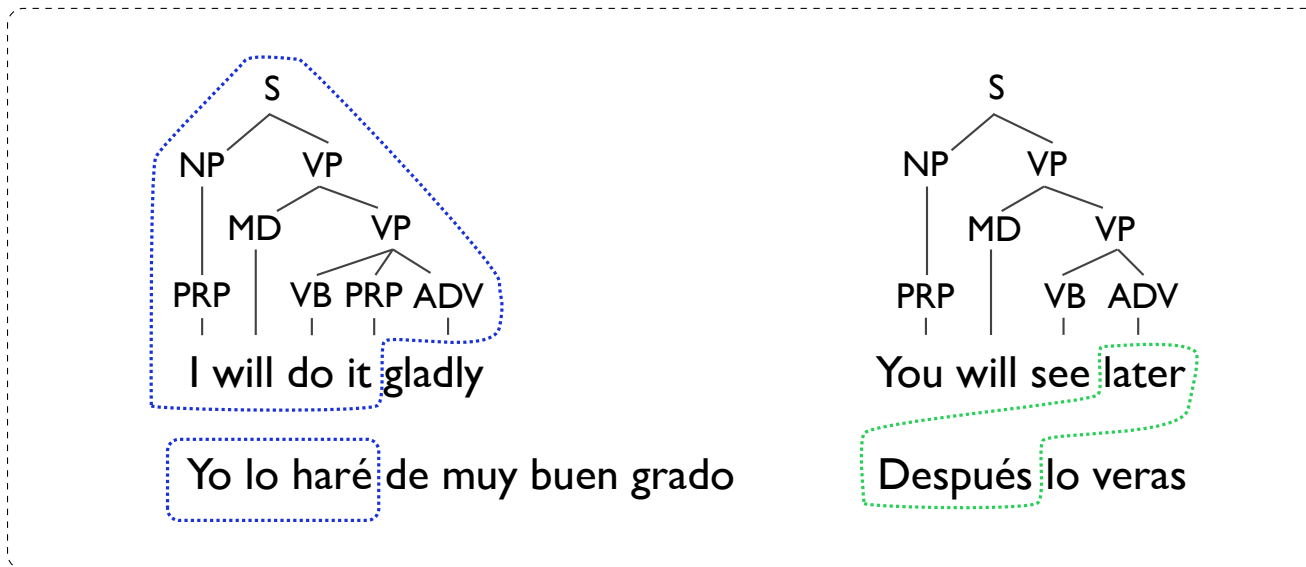 S
NP VP
MD VP
PRP VB PRP ADV
I will do it gladly
Yo lo haré de muy buen grado
S
NP VP
MD VP
PRP VB ADV
You will see later
Después lo veras